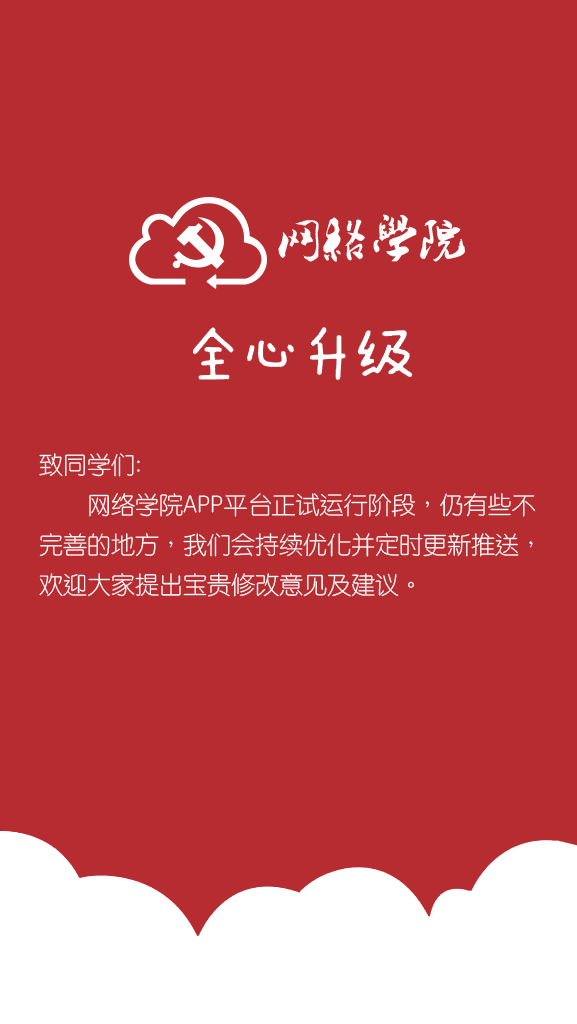 网络學院
全心升级
致同学们:
网络学院APP平台正试运行阶段，仍有些不
完善的地方，我们会持续优化并定时更新推送，
欢迎大家提出宝贵修改意见及建议。